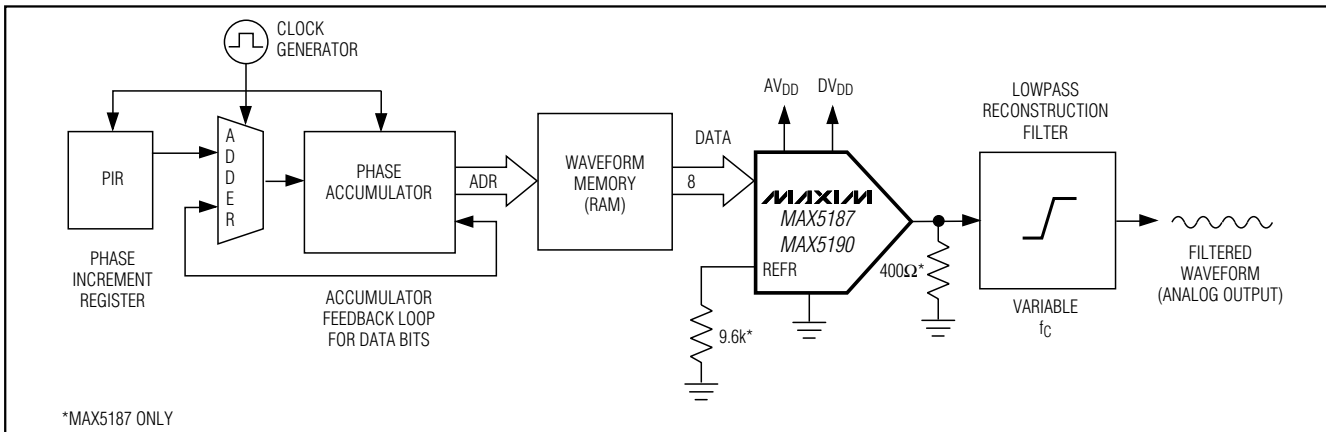 CLOCK
GENERATOR
PIR
PHASE
INCREMENT
REGISTER
ADDER
PHASE
ACCUMULATOR
ACCUMULATOR
FEEDBACK LOOP
FOR DATA BITS
ADR
WAVEFORM
MEMORY
(RAM)
DATA
8
AVDD
DVDD
MAXIM
MAX5187
MAX5190
REFR
9.6k*
400Ω*
LOWPASS
RECONSTRUCTION
FILTER
VARIABLE
fC
FILTERED
WAVEFORM
(ANALOG OUTPUT)
*MAX5187 ONLY